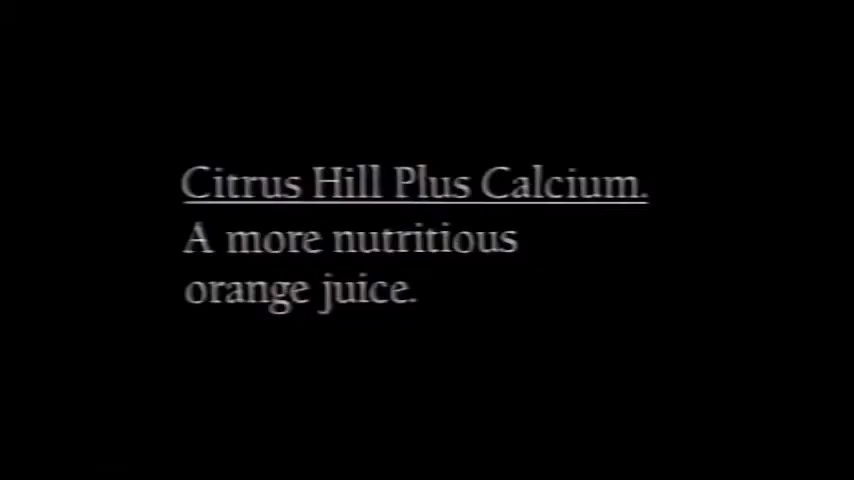 Citrus Hill Plus Calcium.
A more nutritious
orange juice.